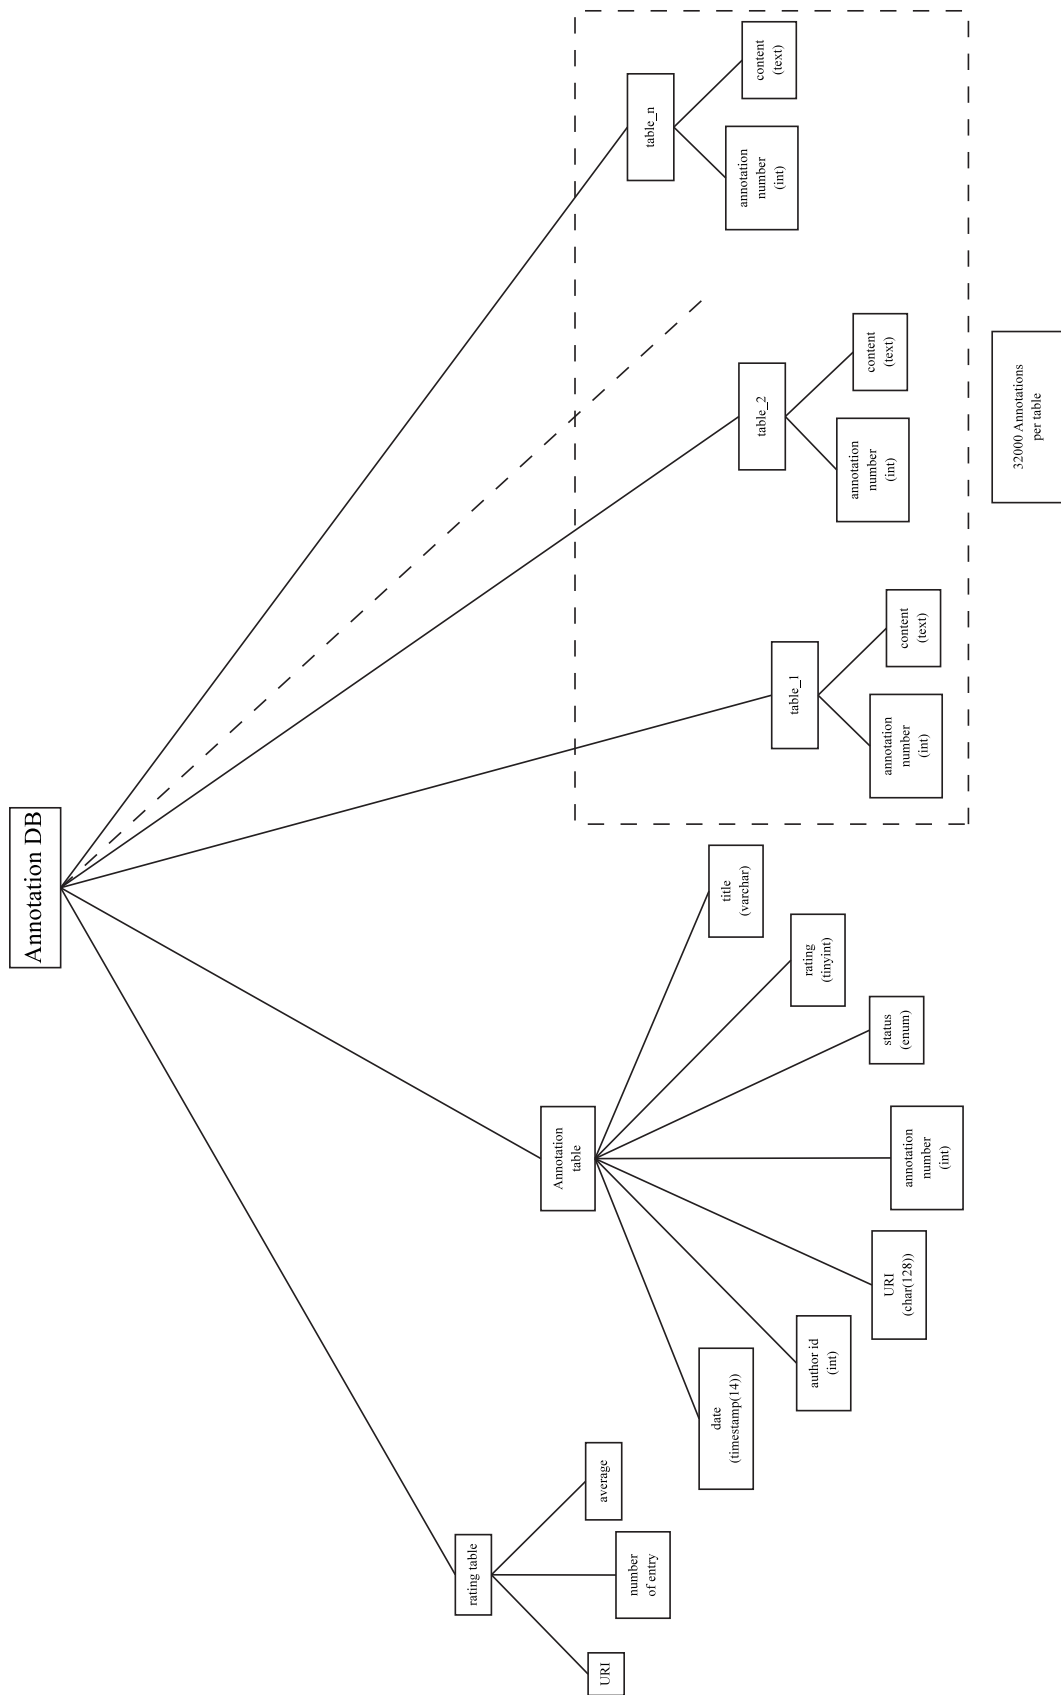 Annotation DB
rating table
URI
number
of entry
average
Annotation
table
date
(timestamp(14))
author id
(int)
URI
(char(128))
annotation
number
(int)
status
(enum)
rating
(tinyint)
title
(varchar)
table_1
annotation
number
(int)
content
(text)
table_2
annotation
number
(int)
content
(text)
table_n
annotation
number
(int)
content
(text)
32000 Annotations
per table